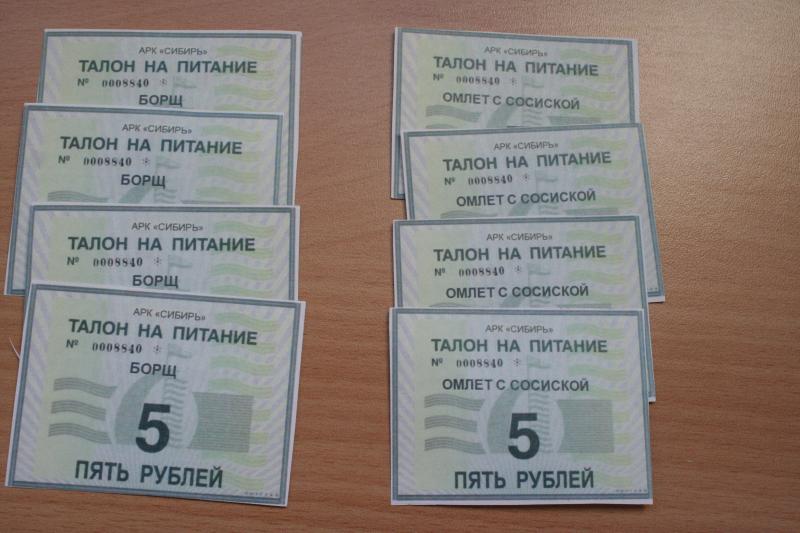 АРК «СИБИРЬ»
ТАЛОН НА ПИТАНИЕ
№ 0008840 *
БОРЩ
АРК «СИБИРЬ»
ТАЛОН НА ПИТАНИЕ
№ 0008840 *
БОРЩ
АРК «СИБИРЬ»
ТАЛОН НА ПИТАНИЕ
№ 0008840 *
БОРЩ
АРК «СИБИРЬ»
ТАЛОН НА ПИТАНИЕ
№ 0008840 *
БОРЩ
5
ПЯТЬ РУБЛЕЙ
АРК «СИБИРЬ»
ТАЛОН НА ПИТАНИЕ
№ 0008840 *
ОМЛЕТ С СОСИСКОЙ
АРК «СИБИРЬ»
ТАЛОН НА ПИТАНИЕ
№ 0008840 *
ОМЛЕТ С СОСИСКОЙ
АРК «СИБИРЬ»
ТАЛОН НА ПИТАНИЕ
№ 0008840 *
ОМЛЕТ С СОСИСКОЙ
АРК «СИБИРЬ»
ТАЛОН НА ПИТАНИЕ
№ 0008840 *
ОМЛЕТ С СОСИСКОЙ
5
ПЯТЬ РУБЛЕЙ